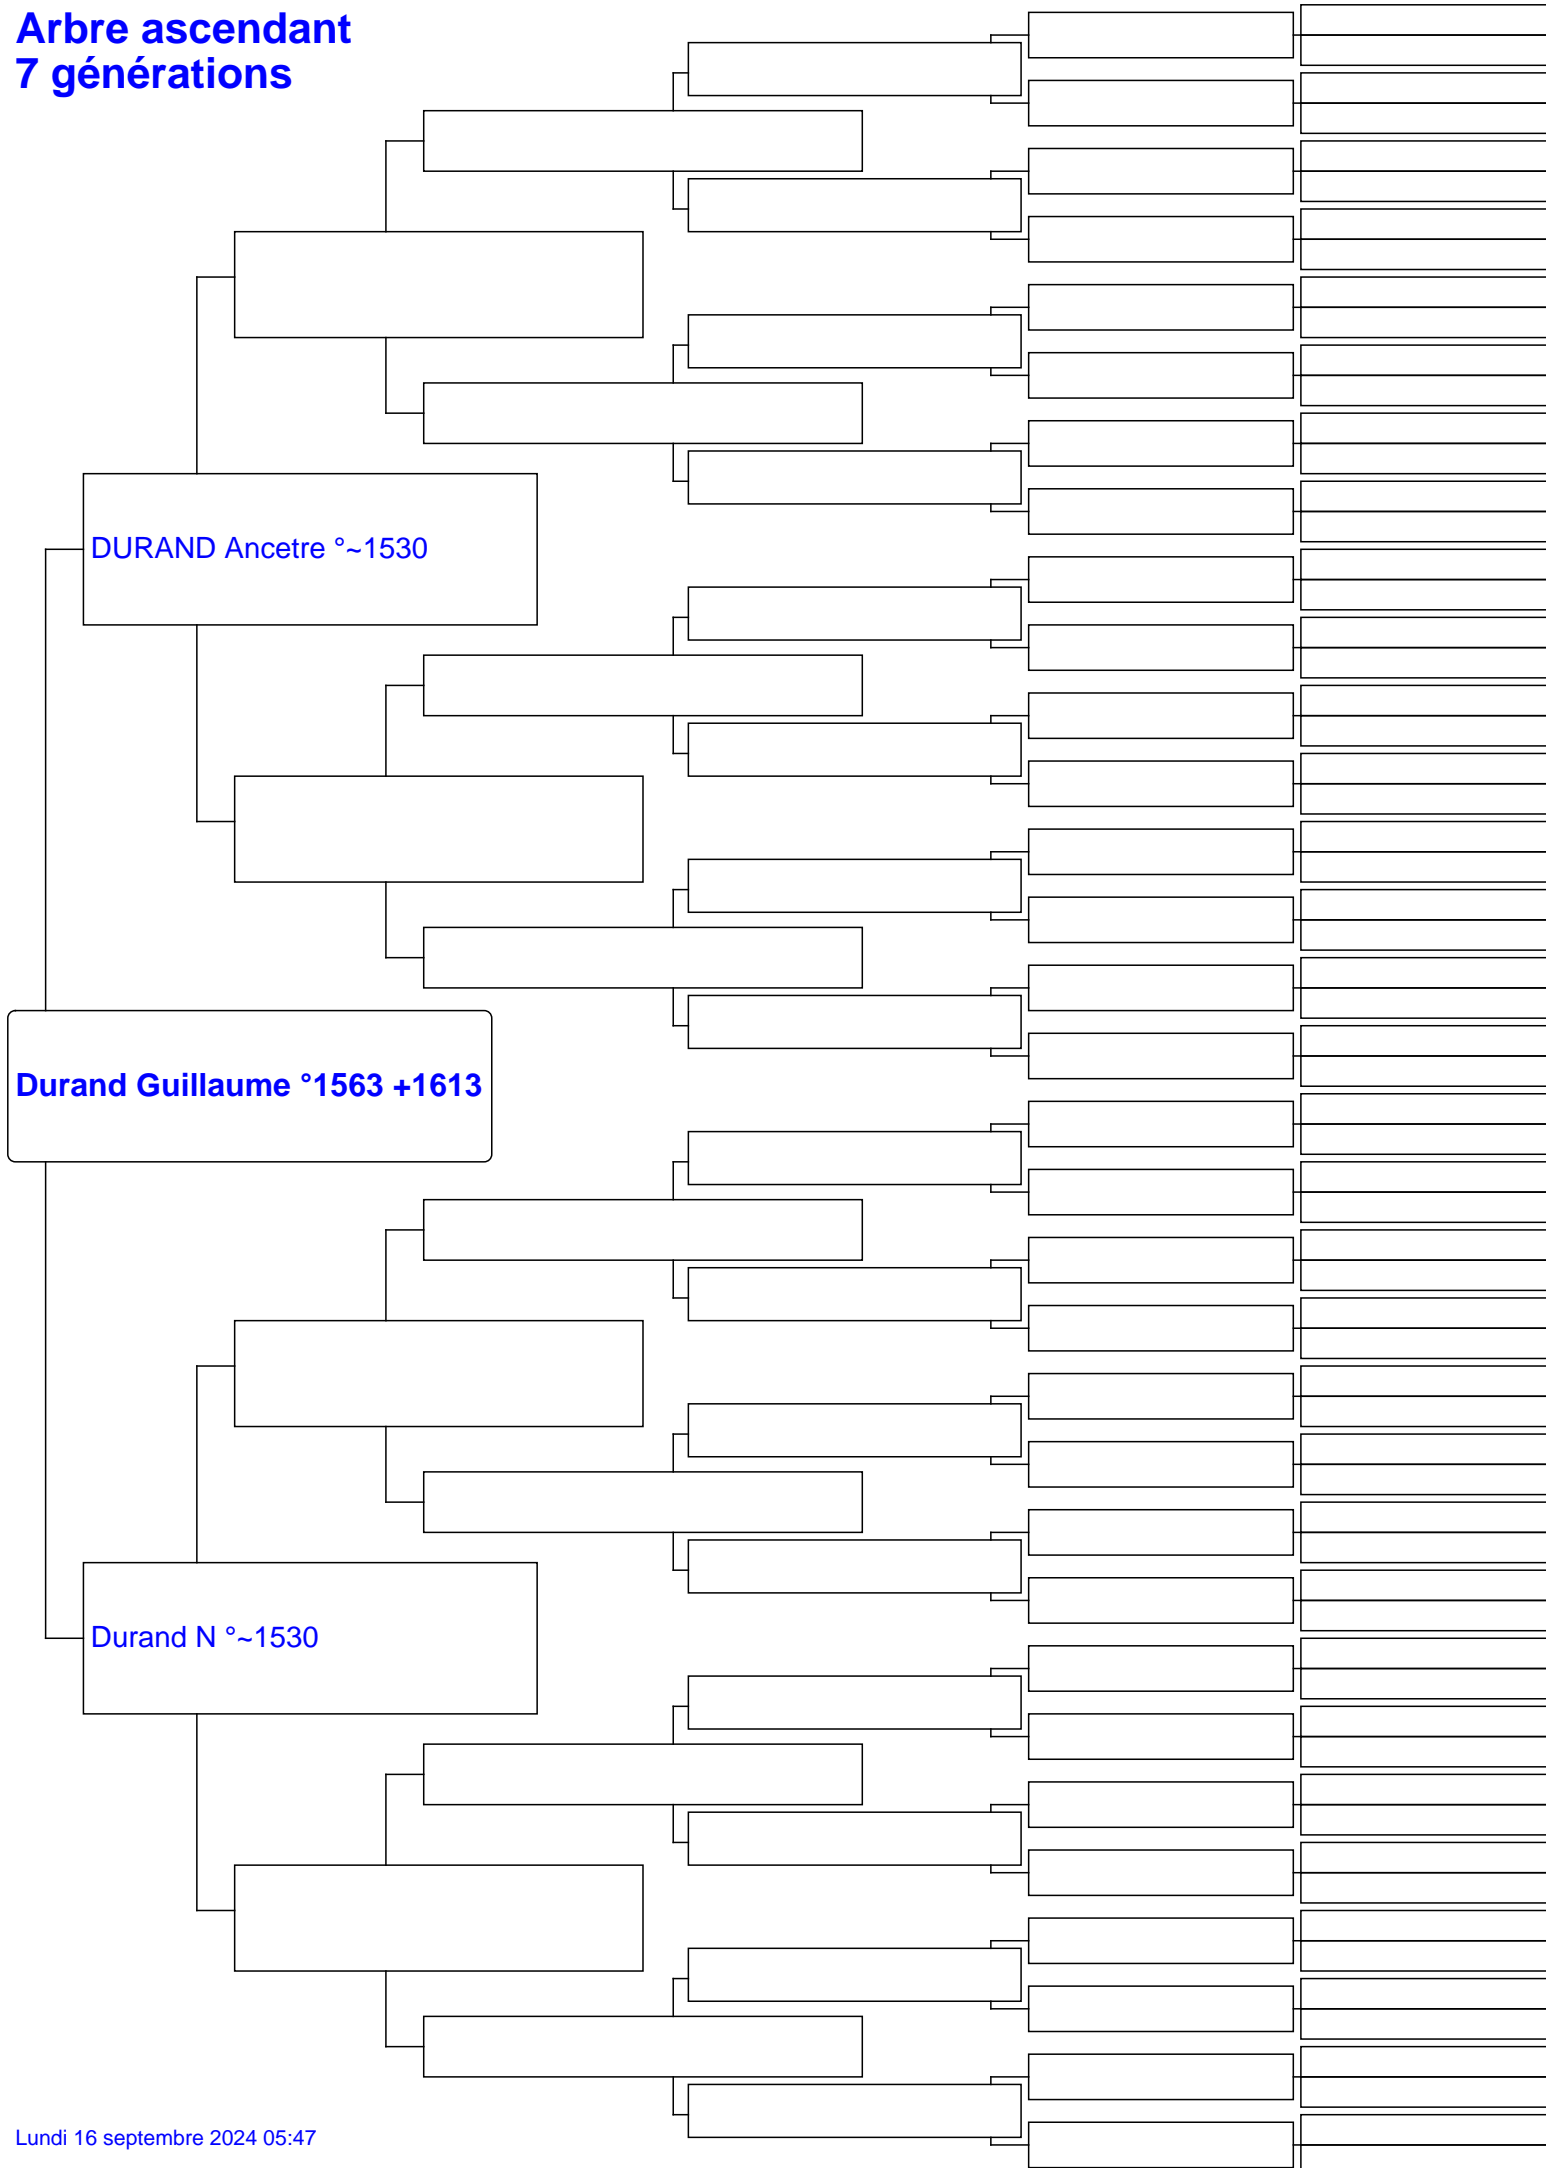 Arbre ascendant
7 générations
DURAND Ancetre °~1530
Durand Guillaume °1563 +1613
Durand N °~1530
Lundi 16 septembre 2024 05:47